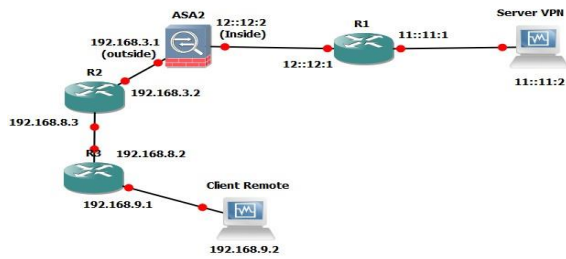 Server VPN
ASA2
12::12:2
(Inside)
R1
11::11:1
192.168.3.1
(outside)
12::12:1
11::11:2
R2
192.168.3.2
192.168.8.3
R3
192.168.8.2
Client Remote
192.168.9.1
192.168.9.2